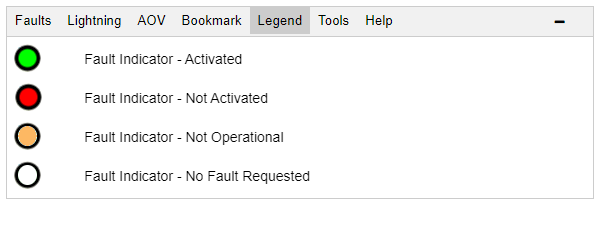 Faults Lightning AOV Bookmark Legend Tools Help
Fault Indicator - Activated
Fault Indicator - Not Activated
Fault Indicator - Not Operational
Fault Indicator - No Fault Requested